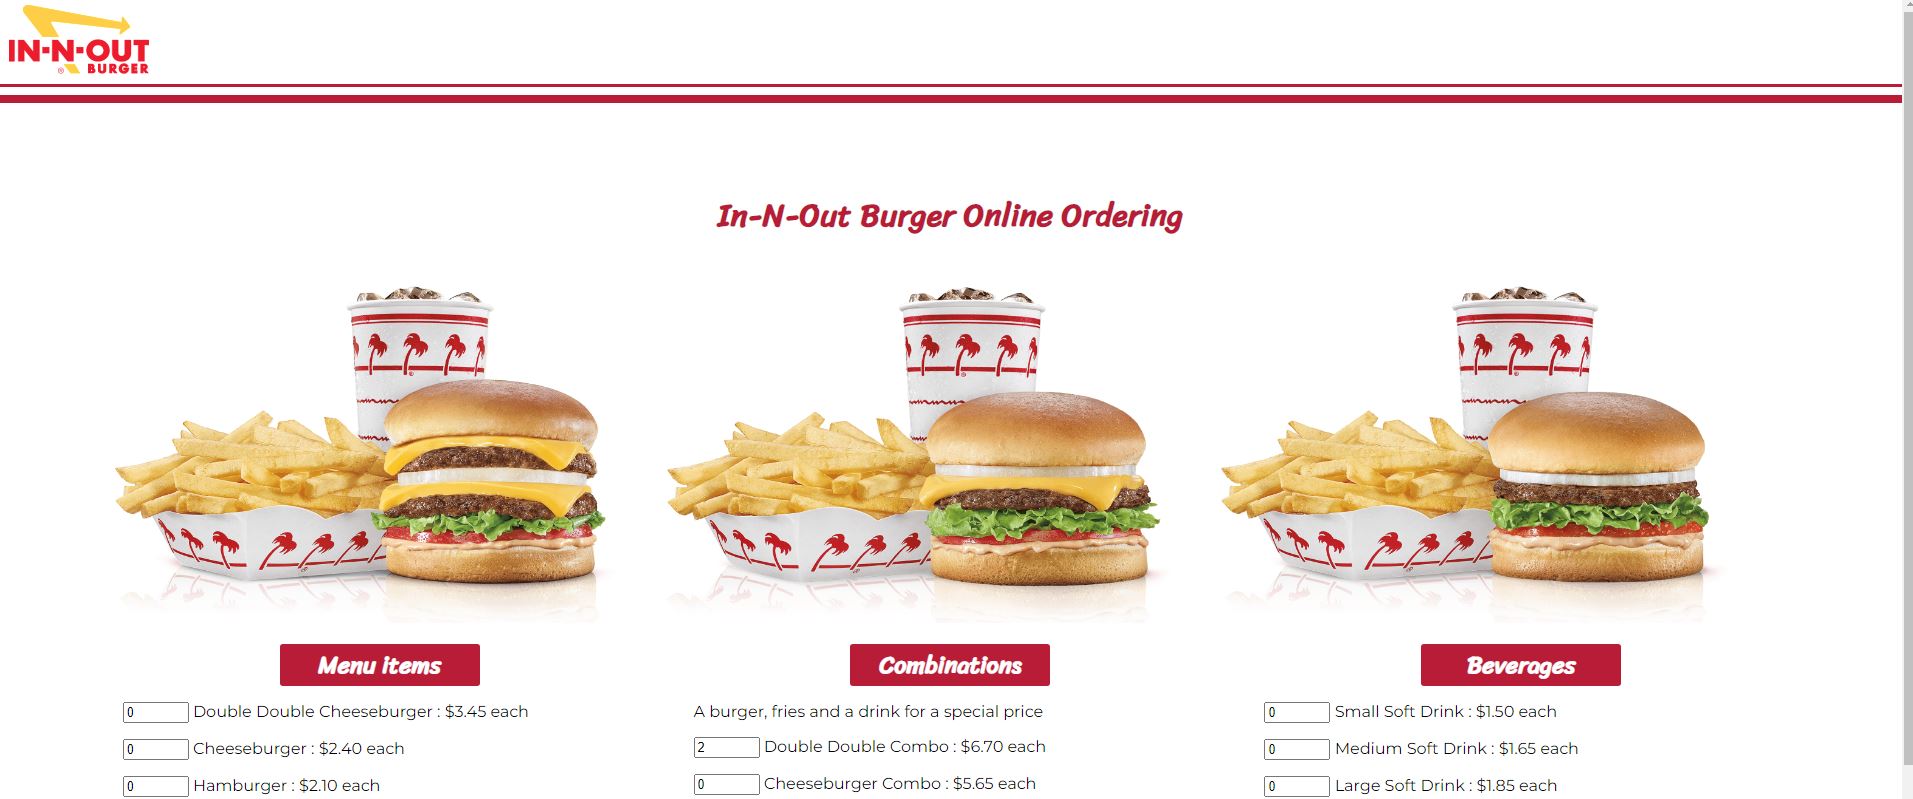 IN-N-OUT
® BURGER
In-N-Out Burger Online Ordering
Menu items
0 Double Double Cheeseburger : $3.45 each
0 Cheeseburger : $2.40 each
0 Hamburger : $2.10 each
Combinations
A burger, fries and a drink for a special price
2 Double Double Combo : $6.70 each
0 Cheeseburger Combo : $5.65 each
Beverages
0 Small Soft Drink : $1.50 each
0 Medium Soft Drink : $1.65 each
0 Large Soft Drink : $1.85 each